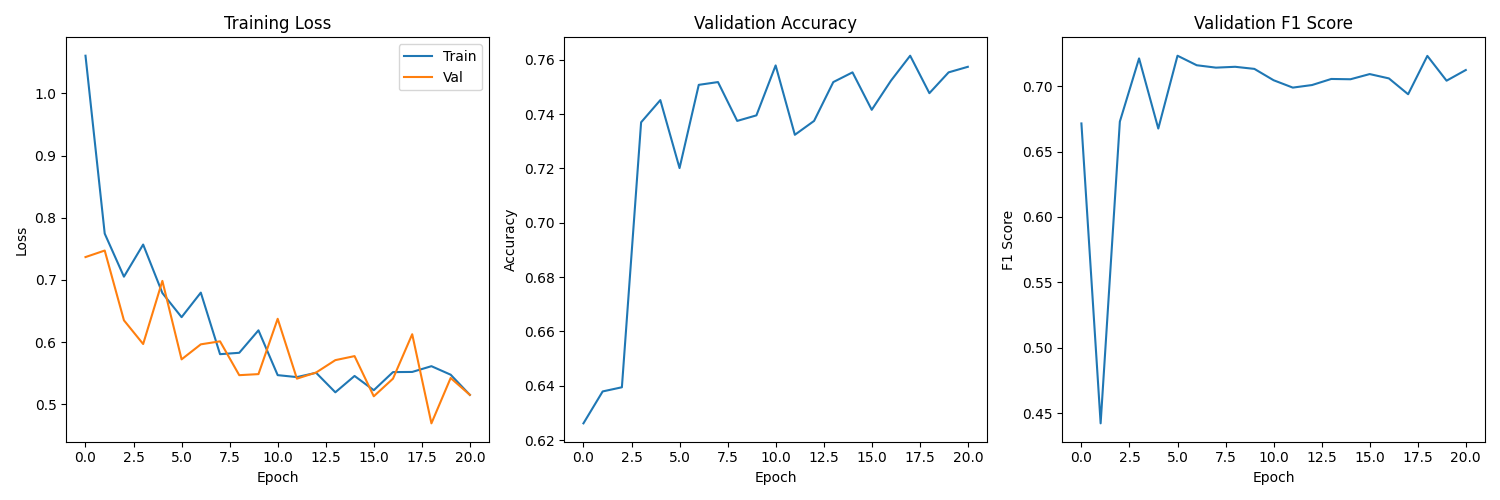 Training Loss
Train
Val
1.0
0.9
0.8
0.7
0.6
0.5
Loss
0.0 2.5 5.0 7.5 10.0 12.5 15.0 17.5 20.0
Epoch
Validation Accuracy
0.76
0.74
0.72
0.70
0.68
0.66
0.64
0.62
Accuracy
0.0 2.5 5.0 7.5 10.0 12.5 15.0 17.5 20.0
Epoch
Validation F1 Score
0.70
0.65
0.60
0.55
0.50
0.45
F1 Score
0.0 2.5 5.0 7.5 10.0 12.5 15.0 17.5 20.0
Epoch